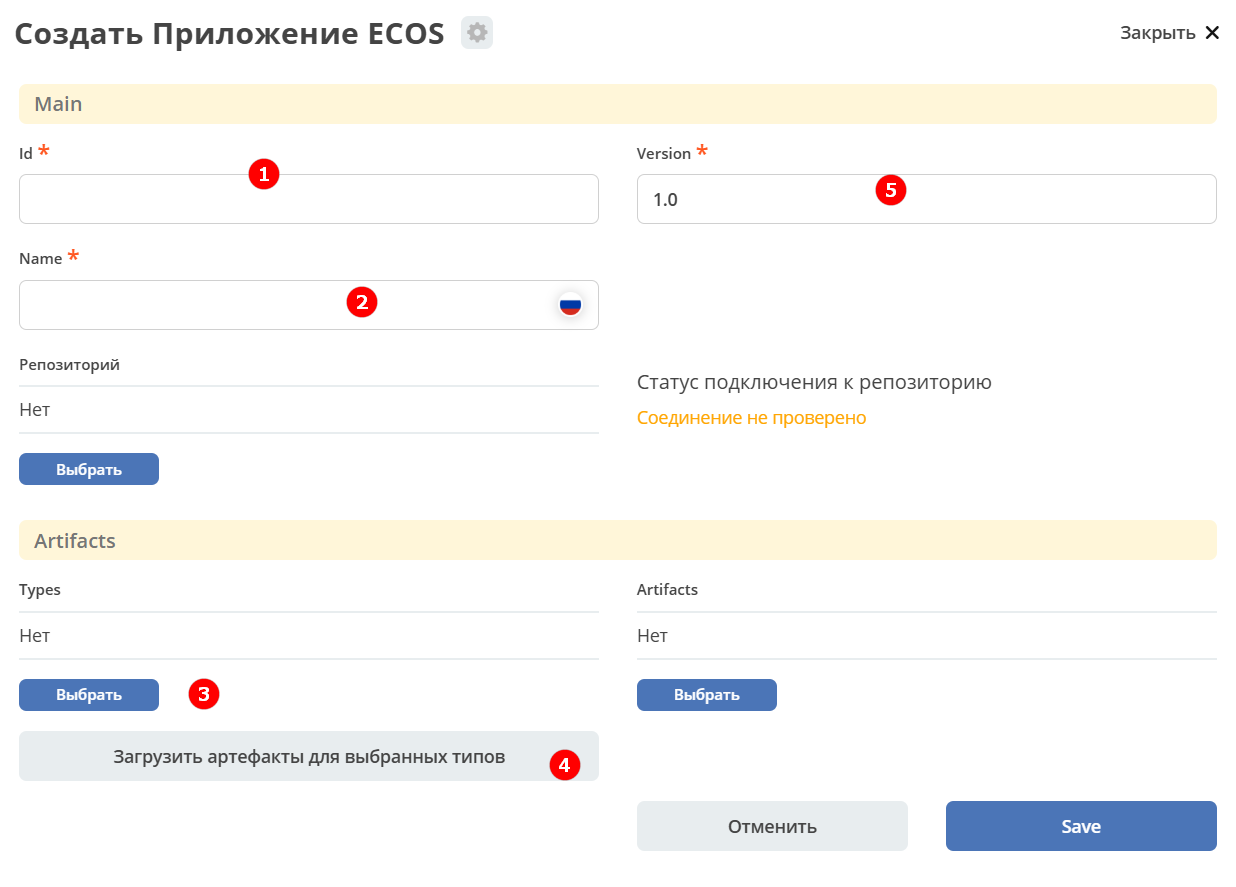 Создать Приложение ECOS
Закрыть
Main
Id *
1
Version *
1.0
5
Name *
2
Репозиторий
Нет
Выбрать
Статус подключения к репозиторию
Соединение не проверено
Artifacts
Types
Нет
Выбрать
3
Artifacts
Нет
Выбрать
Загрузить артефакты для выбранных типов
4
Отменить
Save